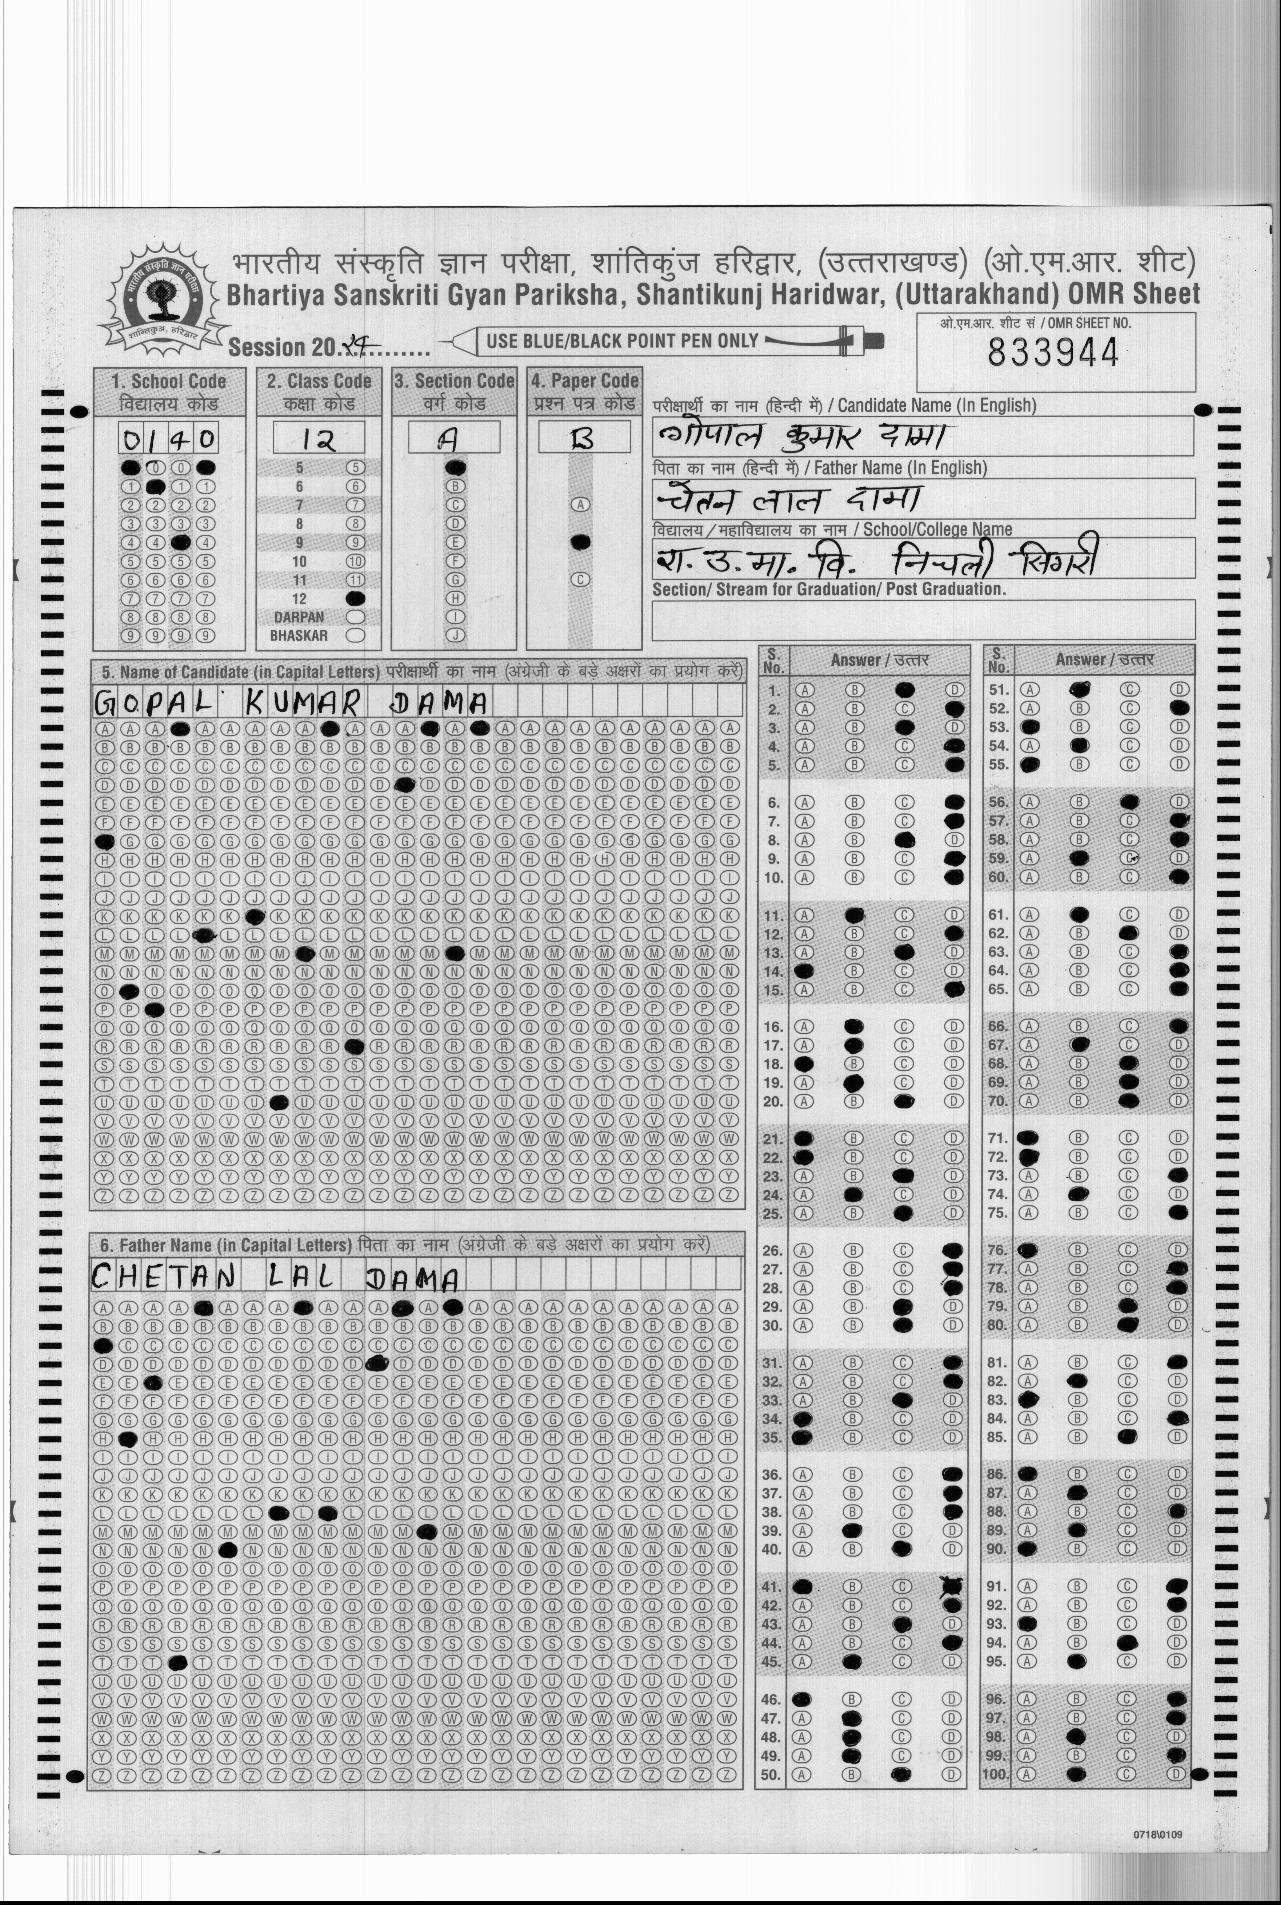 भारतीय संस्कृति ज्ञान परीक्षा, शांतिकुंज हरिद्वार, (उत्तराखण्ड) (ओ.एम.आर. शीट)
Bhartiya Sanskriti Gyan Pariksha, Shantikunj Haridwar, (Uttarakhand) OMR Sheet
Session 20..२४...........
USE BLUE/BLACK POINT PEN ONLY
ओ.एम.आर. शीट सं / OMR SHEET NO.
833944
1. School Code
विद्यालय कोड
0140
2. Class Code
कक्षा कोड
12
5
6
7
8
9
10
11
12
DARPAN
BHASKAR
3. Section Code
वर्ग कोड
A
4. Paper Code
प्रश्न पत्र कोड
B
परीक्षार्थी का नाम (हिन्दी में) / Candidate Name (In English)
गोपाल कुमार दामा
पिता का नाम (हिन्दी में) / Father Name (In English)
चेतन लाल दामा
विद्यालय / महाविद्यालय का नाम / School/College Name
रा. उ. मा. वि. निचली सिगरी
Section/ Stream for Graduation/ Post Graduation.
5. Name of Candidate (in Capital Letters) परीक्षार्थी का नाम (अंग्रेजी के बड़े अक्षरों का प्रयोग करें)
GOPAL KUMAR DAMA
6. Father Name (in Capital Letters) पिता का नाम (अंग्रेजी के बड़े अक्षरों का प्रयोग करें)
CHETAN LAL DAMA
S. No. Answer / उत्तर
S. No. Answer / उत्तर
0718\0109